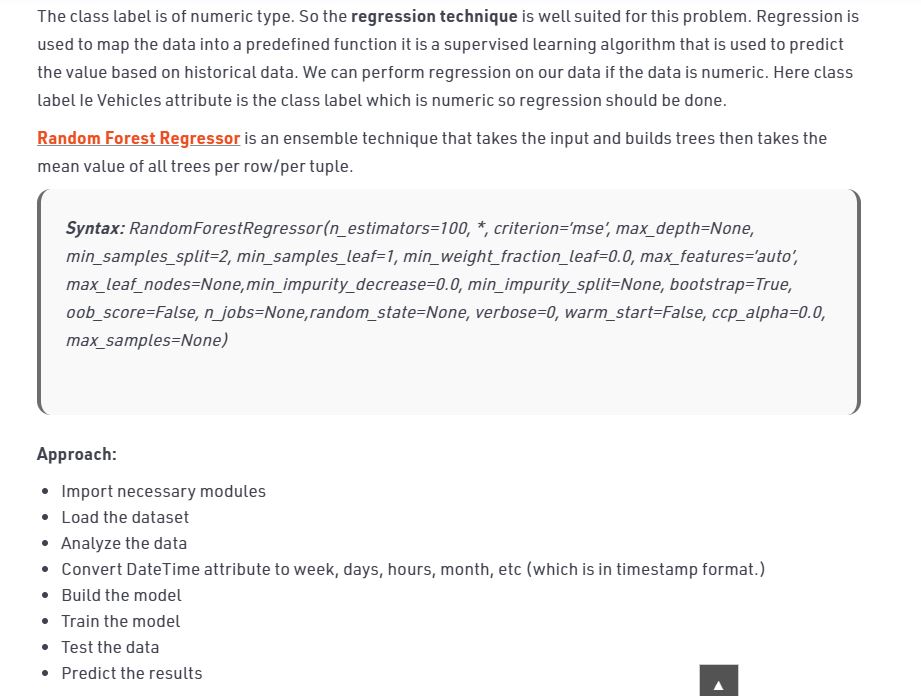 The class label is of numeric type. So the regression technique is well suited for this problem. Regression is
used to map the data into a predefined function it is a supervised learning algorithm that is used to predict
the value based on historical data. We can perform regression on our data if the data is numeric. Here class
label Ie Vehicles attribute is the class label which is numeric so regression should be done.
Random Forest Regressor is an ensemble technique that takes the input and builds trees then takes the
mean value of all trees per row/per tuple.
Syntax: RandomForestRegressor(n_estimators=100, *, criterion=’mse’, max_depth=None,
min_samples_split=2, min_samples_leaf=1, min_weight_fraction_leaf=0.0, max_features=’auto’,
max_leaf_nodes=None,min_impurity_decrease=0.0, min_impurity_split=None, bootstrap=True,
oob_score=False, n_jobs=None,random_state=None, verbose=0, warm_start=False, ccp_alpha=0.0,
max_samples=None)
Approach:
• Import necessary modules
• Load the dataset
• Analyze the data
• Convert DateTime attribute to week, days, hours, month, etc (which is in timestamp format.)
• Build the model
• Train the model
• Test the data
• Predict the results